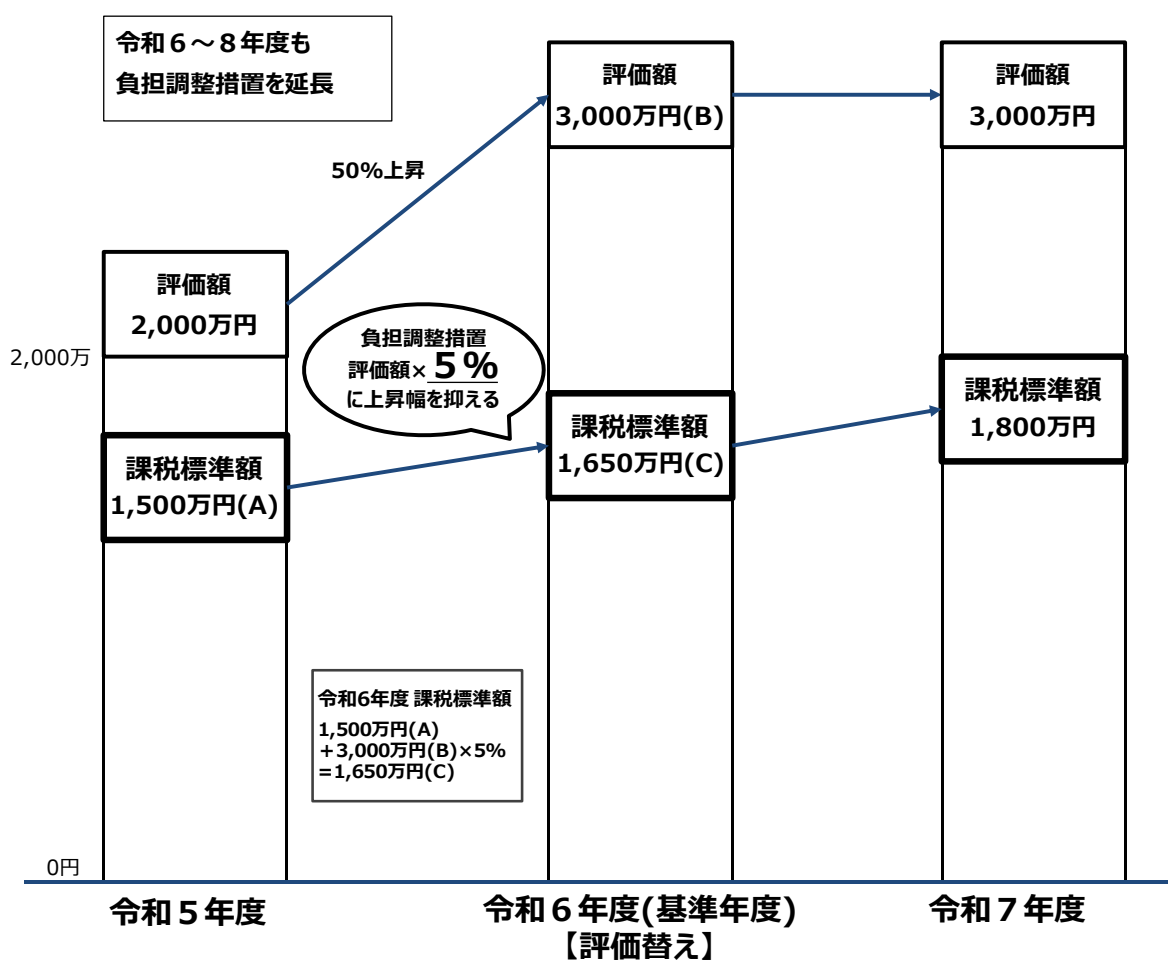 令和６～８年度も
負担調整措置を延長
評価額
3,000万円(B)
評価額
3,000万円
50%上昇
評価額
2,000万円
2,000万
負担調整措置
評価額×５％
に上昇幅を抑える
課税標準額
1,500万円(A)
課税標準額
1,650万円(C)
課税標準額
1,800万円
令和6年度 課税標準額
1,500万円(A)
＋3,000万円(B)×5%
=1,650万円(C)
0円
令和５年度
令和６年度(基準年度)
【評価替え】
令和７年度